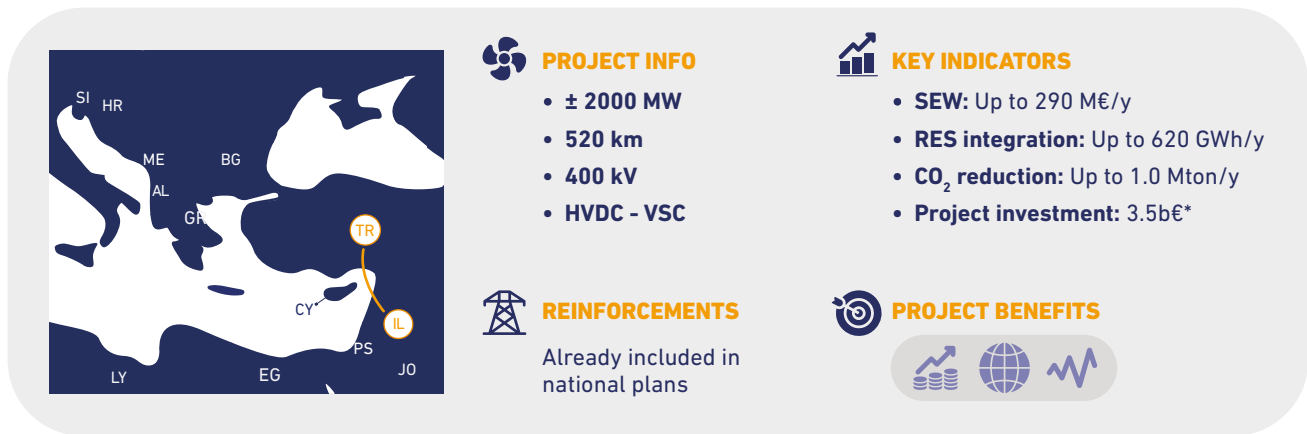 SI
HR
ME
BG
AL
GR
TR
CY
IL
PS
LY
EG
JO
PROJECT INFO
• ± 2000 MW
• 520 km
• 400 kV
• HVDC - VSC
KEY INDICATORS
• SEW: Up to 290 M€/y
• RES integration: Up to 620 GWh/y
• CO₂ reduction: Up to 1.0 Mton/y
• Project investment: 3.5b€*
REINFORCEMENTS
Already included in
national plans
PROJECT BENEFITS